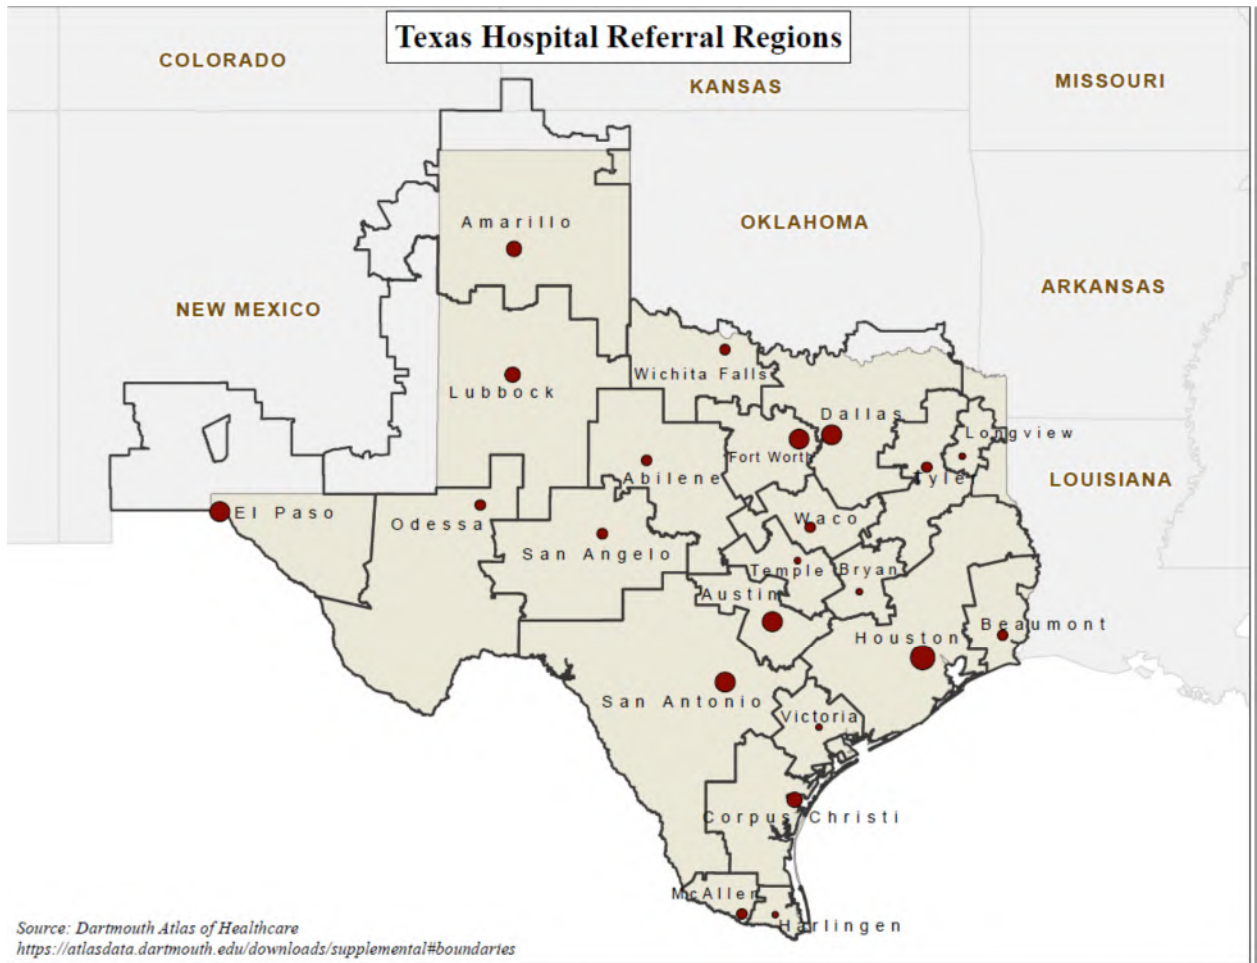 Texas Hospital Referral Regions
COLORADO
KANSAS
MISSOURI
Amarillo
OKLAHOMA
ARKANSAS
NEW MEXICO
Wichita Falls
Lubbock
Dallas
Longview
Fort Worth
Abilene
Tyle
LOUISIANA
El Paso
Odessa
Waco
San Angelo
Temple
Bryan
Austin
Beaumont
Houston
San Antonio
Victoria
Corpus Christi
McAllen
Harlingen
Source: Dartmouth Atlas of Healthcare
https://atlasdata.dartmouth.edu/downloads/supplemental#boundaries